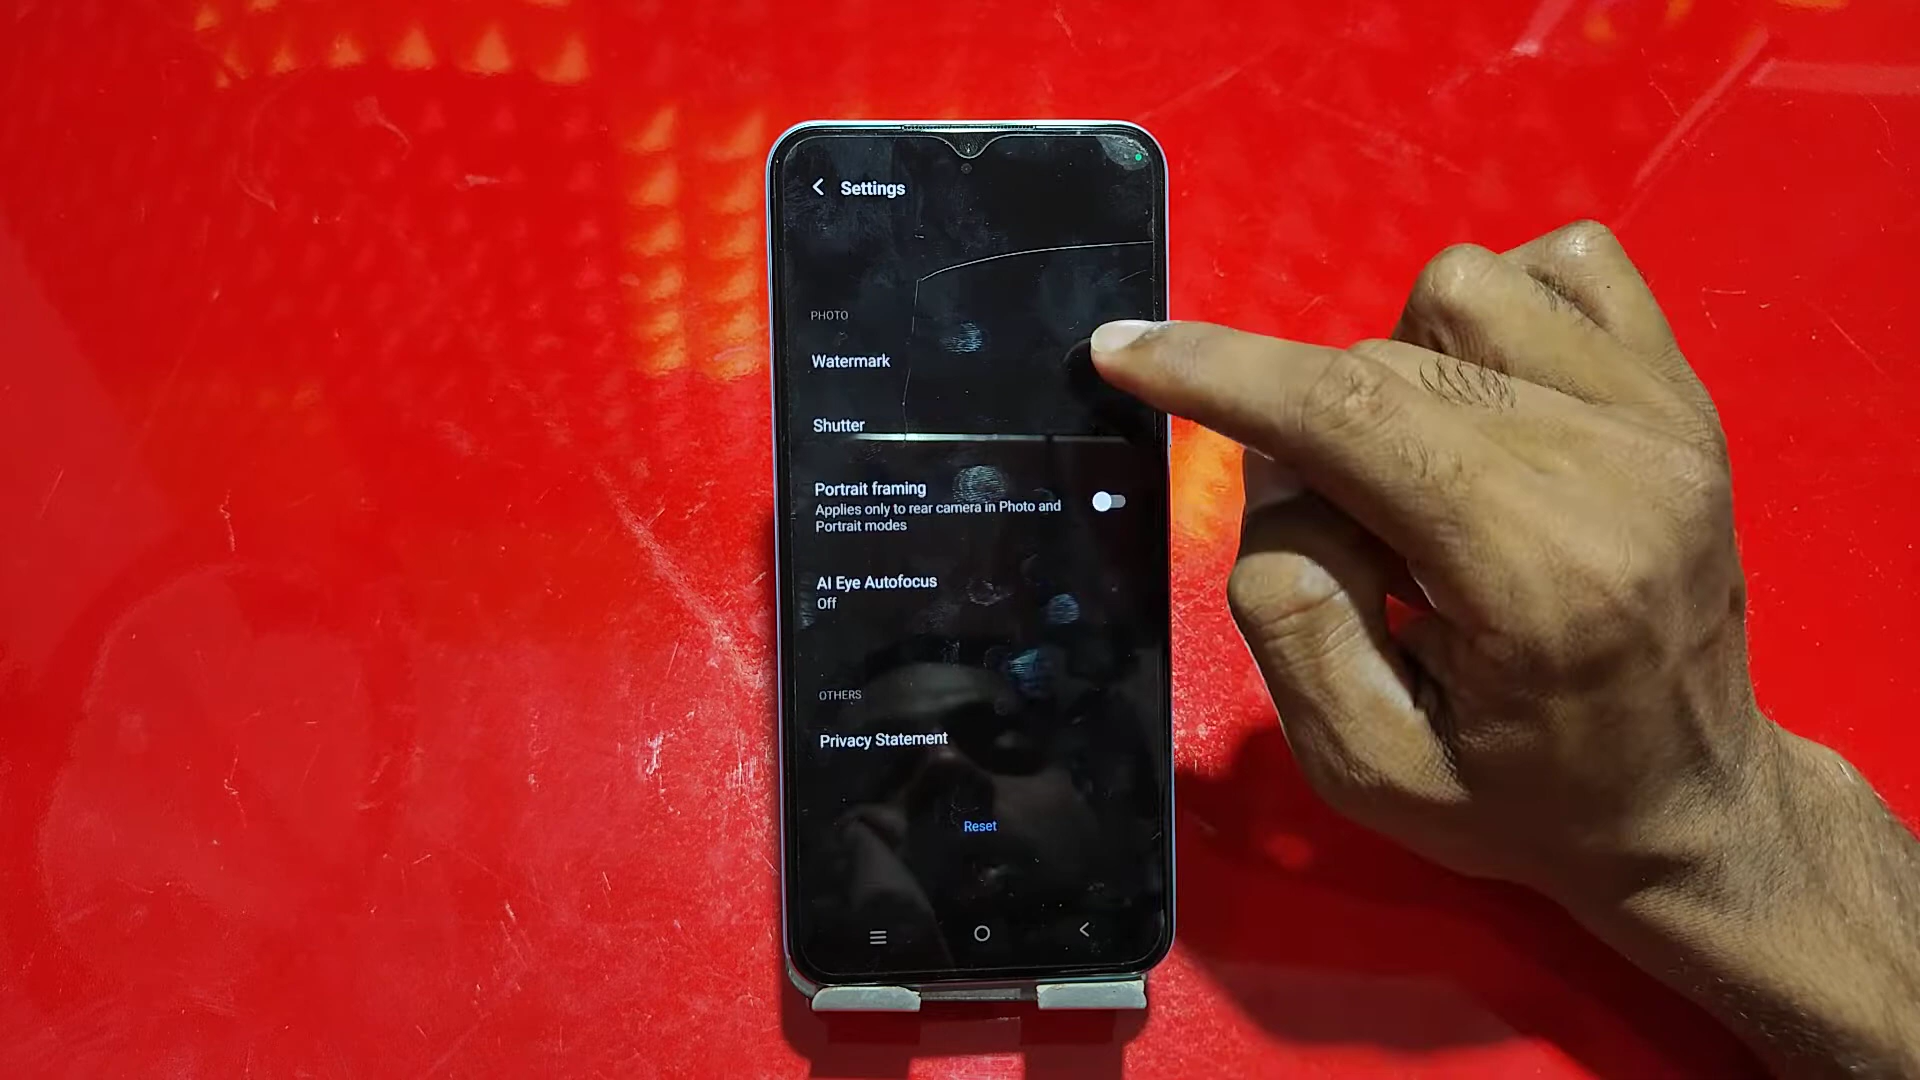 Settings
PHOTO
Watermark
Shutter
Portrait framing
Applies only to rear camera in Photo and
Portrait modes
AI Eye Autofocus
Off
OTHERS
Privacy Statement
Reset